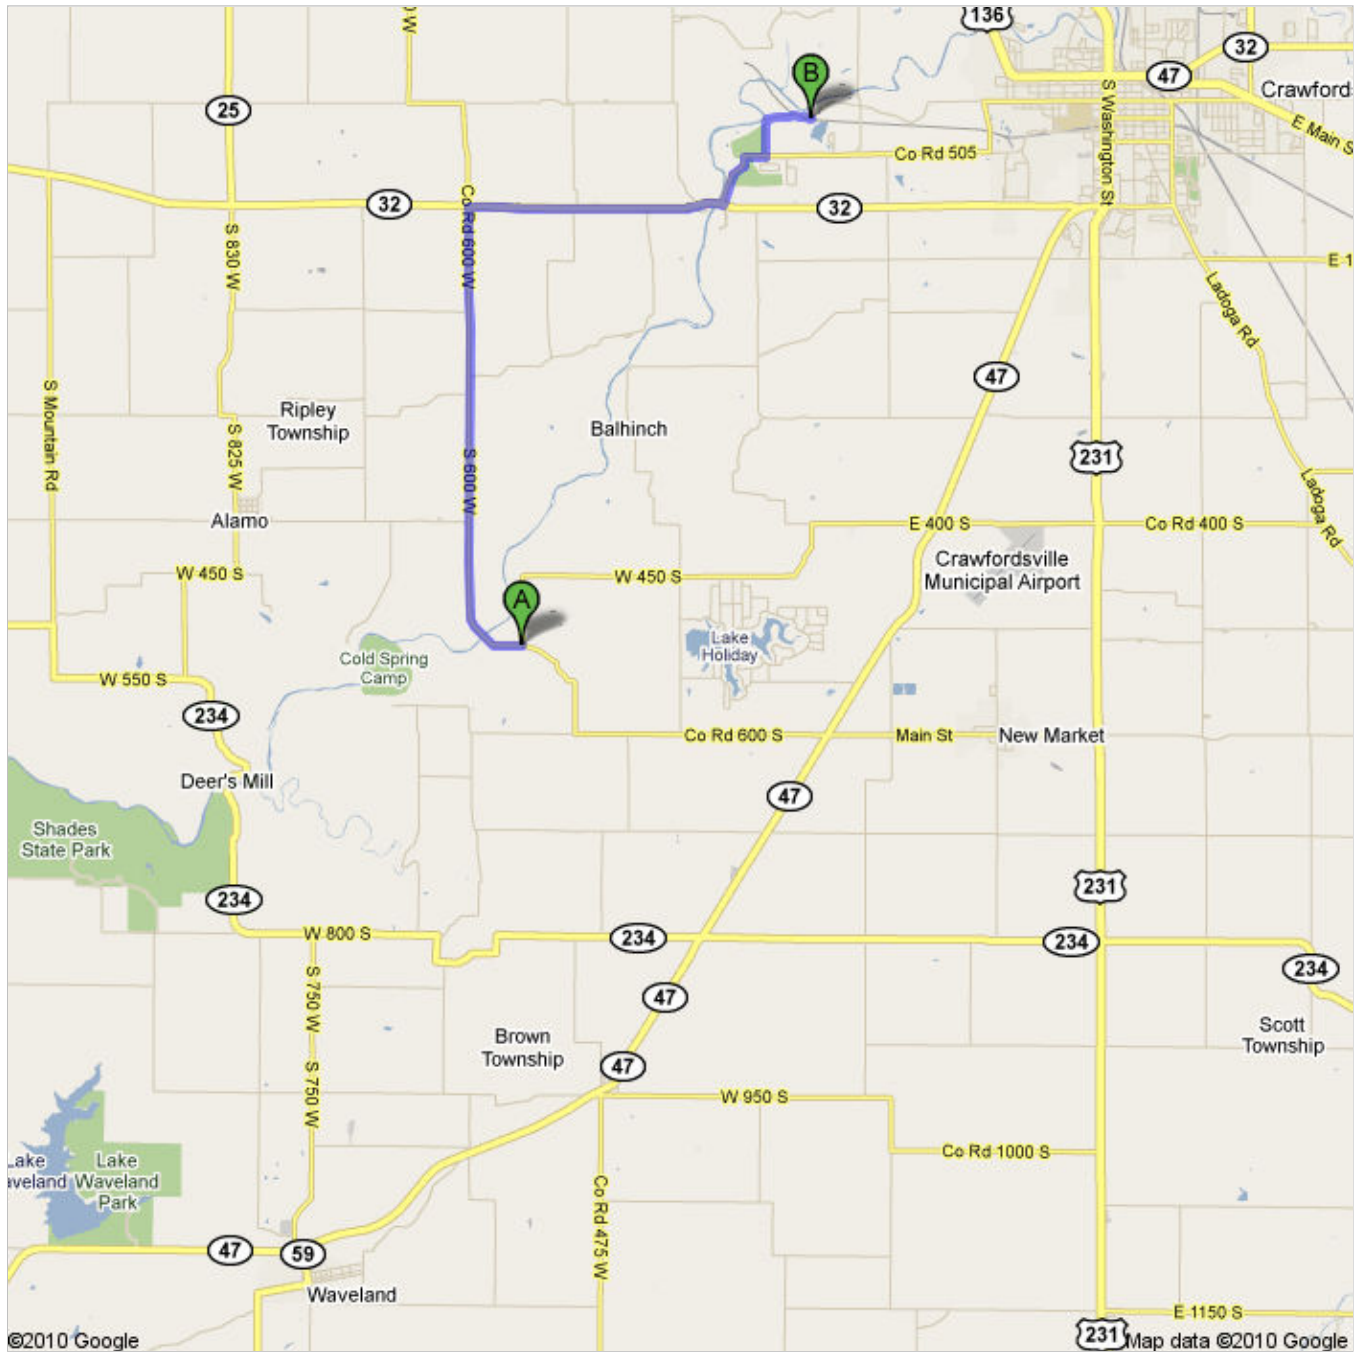 136
0 W
32
47
Crawford
25
B
S Washington St
E Main S
Co Rd 505
32
Co Rd 600 W
32
S 830 W
E 1
Ladoga Rd
47
S Mountain Rd
Ripley
Township
Balhinch
S 825 W
S 600 W
231
Ladoga Rd
Alamo
E 400 S
Co Rd 400 S
Crawfordsville
Municipal Airport
W 450 S
W 450 S
A
Lake
Holiday
Cold Spring
Camp
W 550 S
234
Co Rd 600 S
Main St
New Market
Deer's Mill
47
Shades
State Park
234
231
W 800 S
234
234
234
S 750 W
47
Brown
Township
Scott
Township
47
S 750 W
W 950 S
Co Rd 1000 S
Lake
aveland
Lake
Waveland
Park
Co Rd 475 W
47
59
Waveland
E 1150 S
231
©2010 Google
Map data ©2010 Google